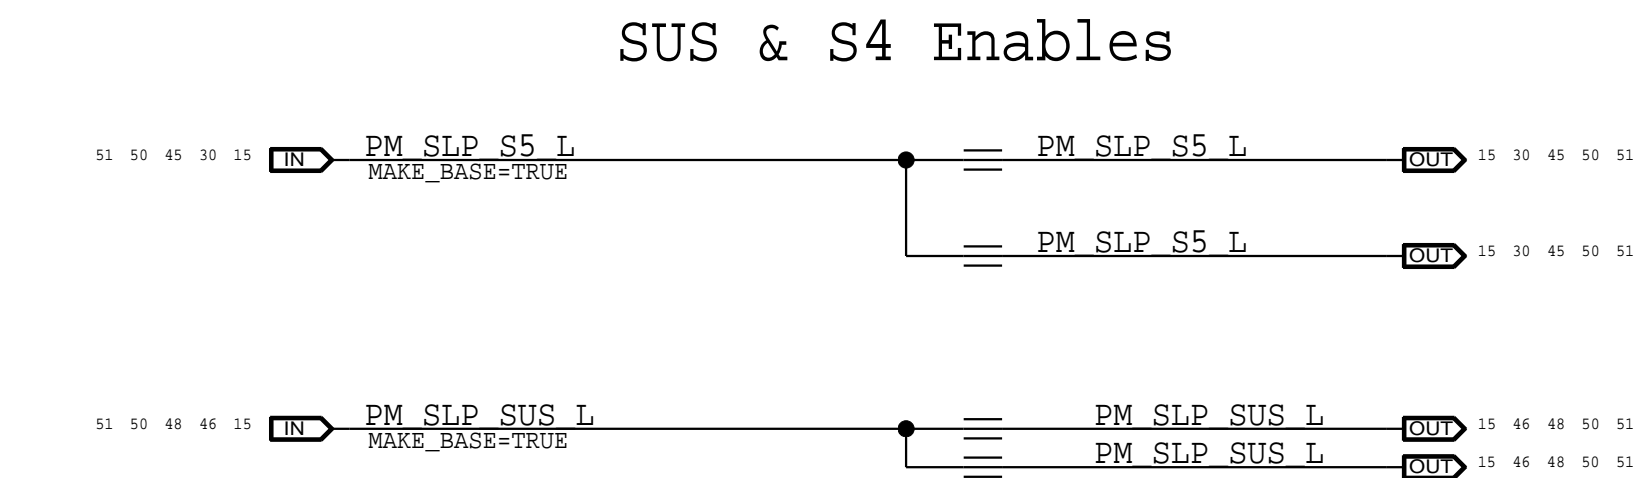 SUS & S4 Enables
51 50 45 30 15 IN PM_SLP_S5_L PM_SLP_S5_L OUT 15 30 45 50 51
MAKE_BASE=TRUE
PM_SLP_S5_L OUT 15 30 45 50 51
51 50 48 46 15 IN PM_SLP_SUS_L PM_SLP_SUS_L OUT 15 46 48 50 51
MAKE_BASE=TRUE
PM_SLP_SUS_L OUT 15 46 48 50 51